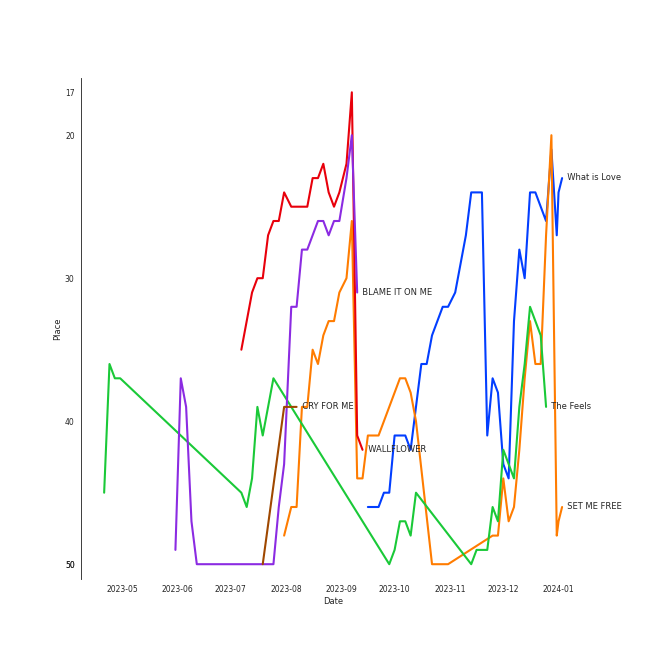 17
20
What is Love
30
BLAME IT ON ME
Place
40
CRY FOR ME
The Feels
WALLFLOWER
SET ME FREE
50
2023-05
2023-06
2023-07
2023-08
2023-09
2023-10
2023-11
2023-12
2024-01
Date